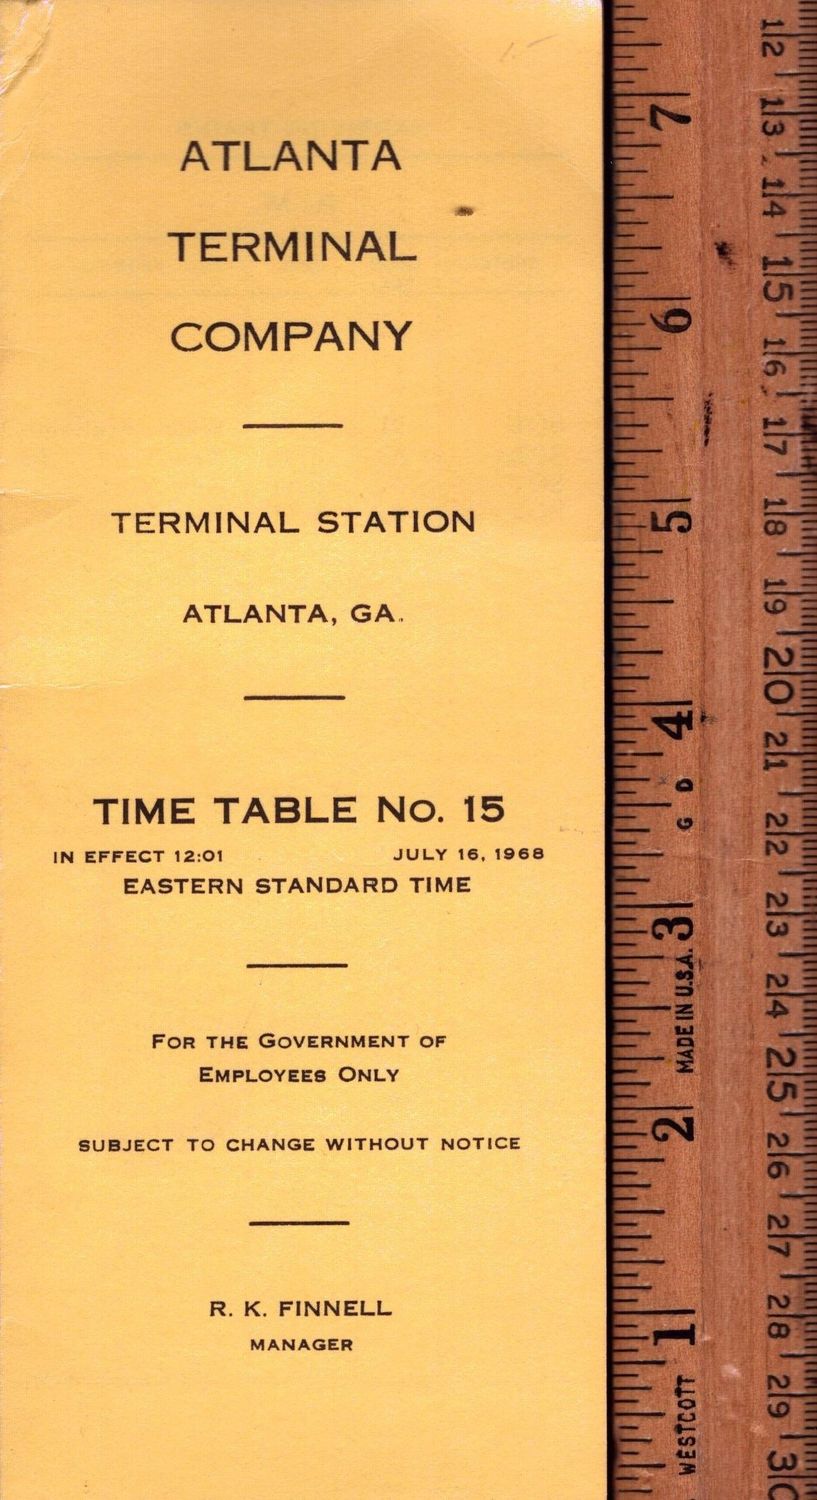 ATLANTA
TERMINAL
COMPANY
TERMINAL STATION
ATLANTA, GA.
TIME TABLE No. 15
IN EFFECT 12:01 JULY 16, 1968
EASTERN STANDARD TIME
FOR THE GOVERNMENT OF
EMPLOYEES ONLY
SUBJECT TO CHANGE WITHOUT NOTICE
R. K. FINNELL
MANAGER
7
6
5
4
G D
3
MADE IN U.S.A.
2
1
WESTCOTT
12
13
14
15
16
17
18
19
20
21
22
23
24
25
26
27
28
29
30